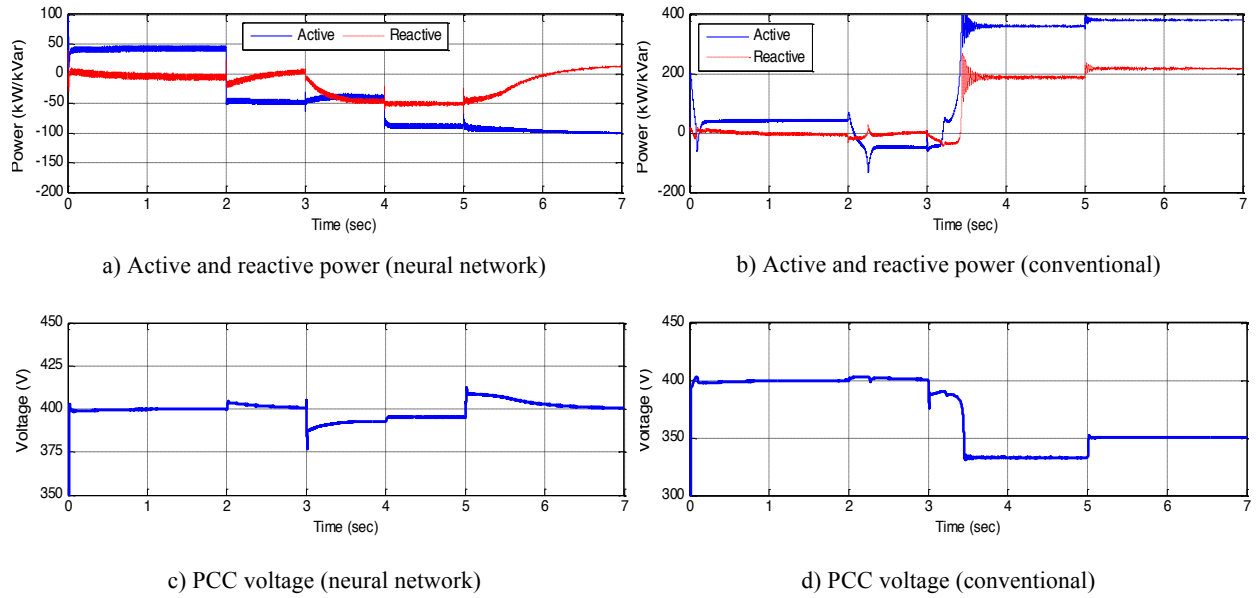 100
50
0
-50
-100
-150
-200
Power (kW/kVar)
Active
Reactive
0 1 2 3 4 5 6 7
Time (sec)
a) Active and reactive power (neural network)
400
200
0
-200
Power (kW/kVar)
Active
Reactive
0 1 2 3 4 5 6 7
Time (sec)
b) Active and reactive power (conventional)
450
425
400
375
350
Voltage (V)
0 1 2 3 4 5 6 7
Time (sec)
c) PCC voltage (neural network)
450
400
350
300
Voltage (V)
0 1 2 3 4 5 6 7
Time (sec)
d) PCC voltage (conventional)